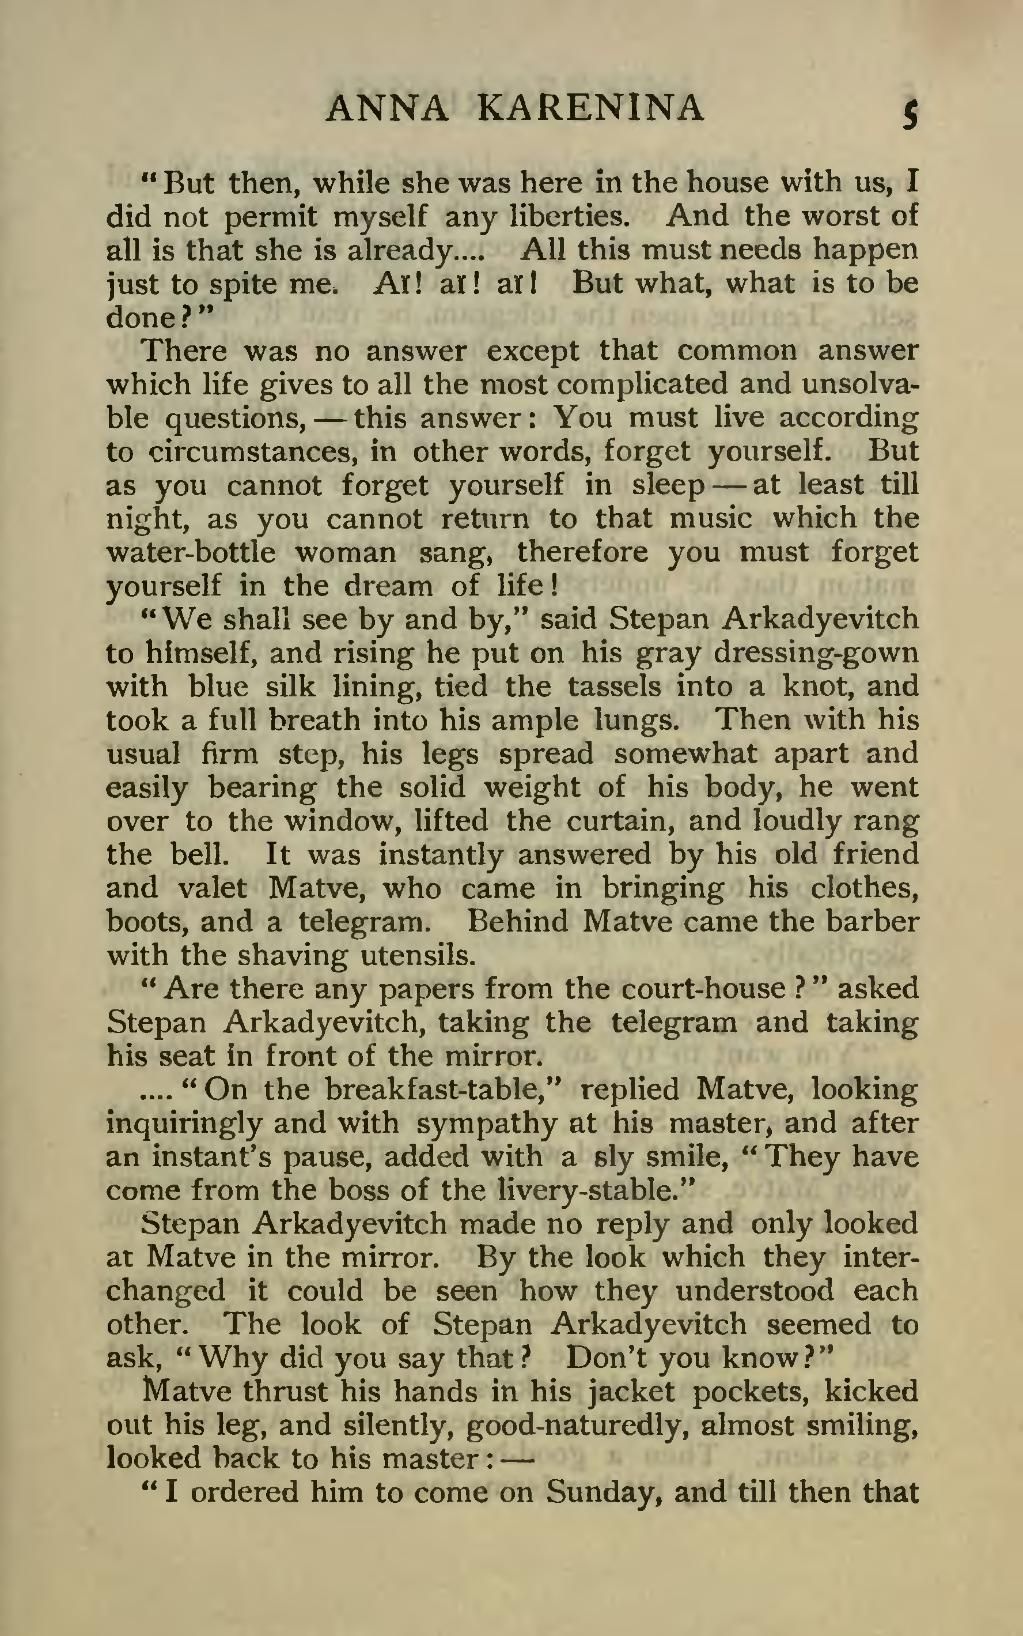 ANNA KARENINA 5
“But then, while she was here in the house with us, I
did not permit myself any liberties. And the worst of
all is that she is already.... All this must needs happen
just to spite me. Aï! aï! aï! But what, what is to be
done?”
There was no answer except that common answer
which life gives to all the most complicated and unsolva-
ble questions, — this answer: You must live according
to circumstances, in other words, forget yourself. But
as you cannot forget yourself in sleep — at least till
night, as you cannot return to that music which the
water-bottle woman sang, therefore you must forget
yourself in the dream of life!
“We shall see by and by,” said Stepan Arkadyevitch
to himself, and rising he put on his gray dressing-gown
with blue silk lining, tied the tassels into a knot, and
took a full breath into his ample lungs. Then with his
usual firm step, his legs spread somewhat apart and
easily bearing the solid weight of his body, he went
over to the window, lifted the curtain, and loudly rang
the bell. It was instantly answered by his old friend
and valet Matve, who came in bringing his clothes,
boots, and a telegram. Behind Matve came the barber
with the shaving utensils.
“Are there any papers from the court-house?” asked
Stepan Arkadyevitch, taking the telegram and taking
his seat in front of the mirror.
.... “On the breakfast-table,” replied Matve, looking
inquiringly and with sympathy at his master, and after
an instant's pause, added with a sly smile, “They have
come from the boss of the livery-stable.”
Stepan Arkadyevitch made no reply and only looked
at Matve in the mirror. By the look which they inter-
changed it could be seen how they understood each
other. The look of Stepan Arkadyevitch seemed to
ask, “Why did you say that? Don't you know?”
Matve thrust his hands in his jacket pockets, kicked
out his leg, and silently, good-naturedly, almost smiling,
looked back to his master: —
“I ordered him to come on Sunday, and till then that